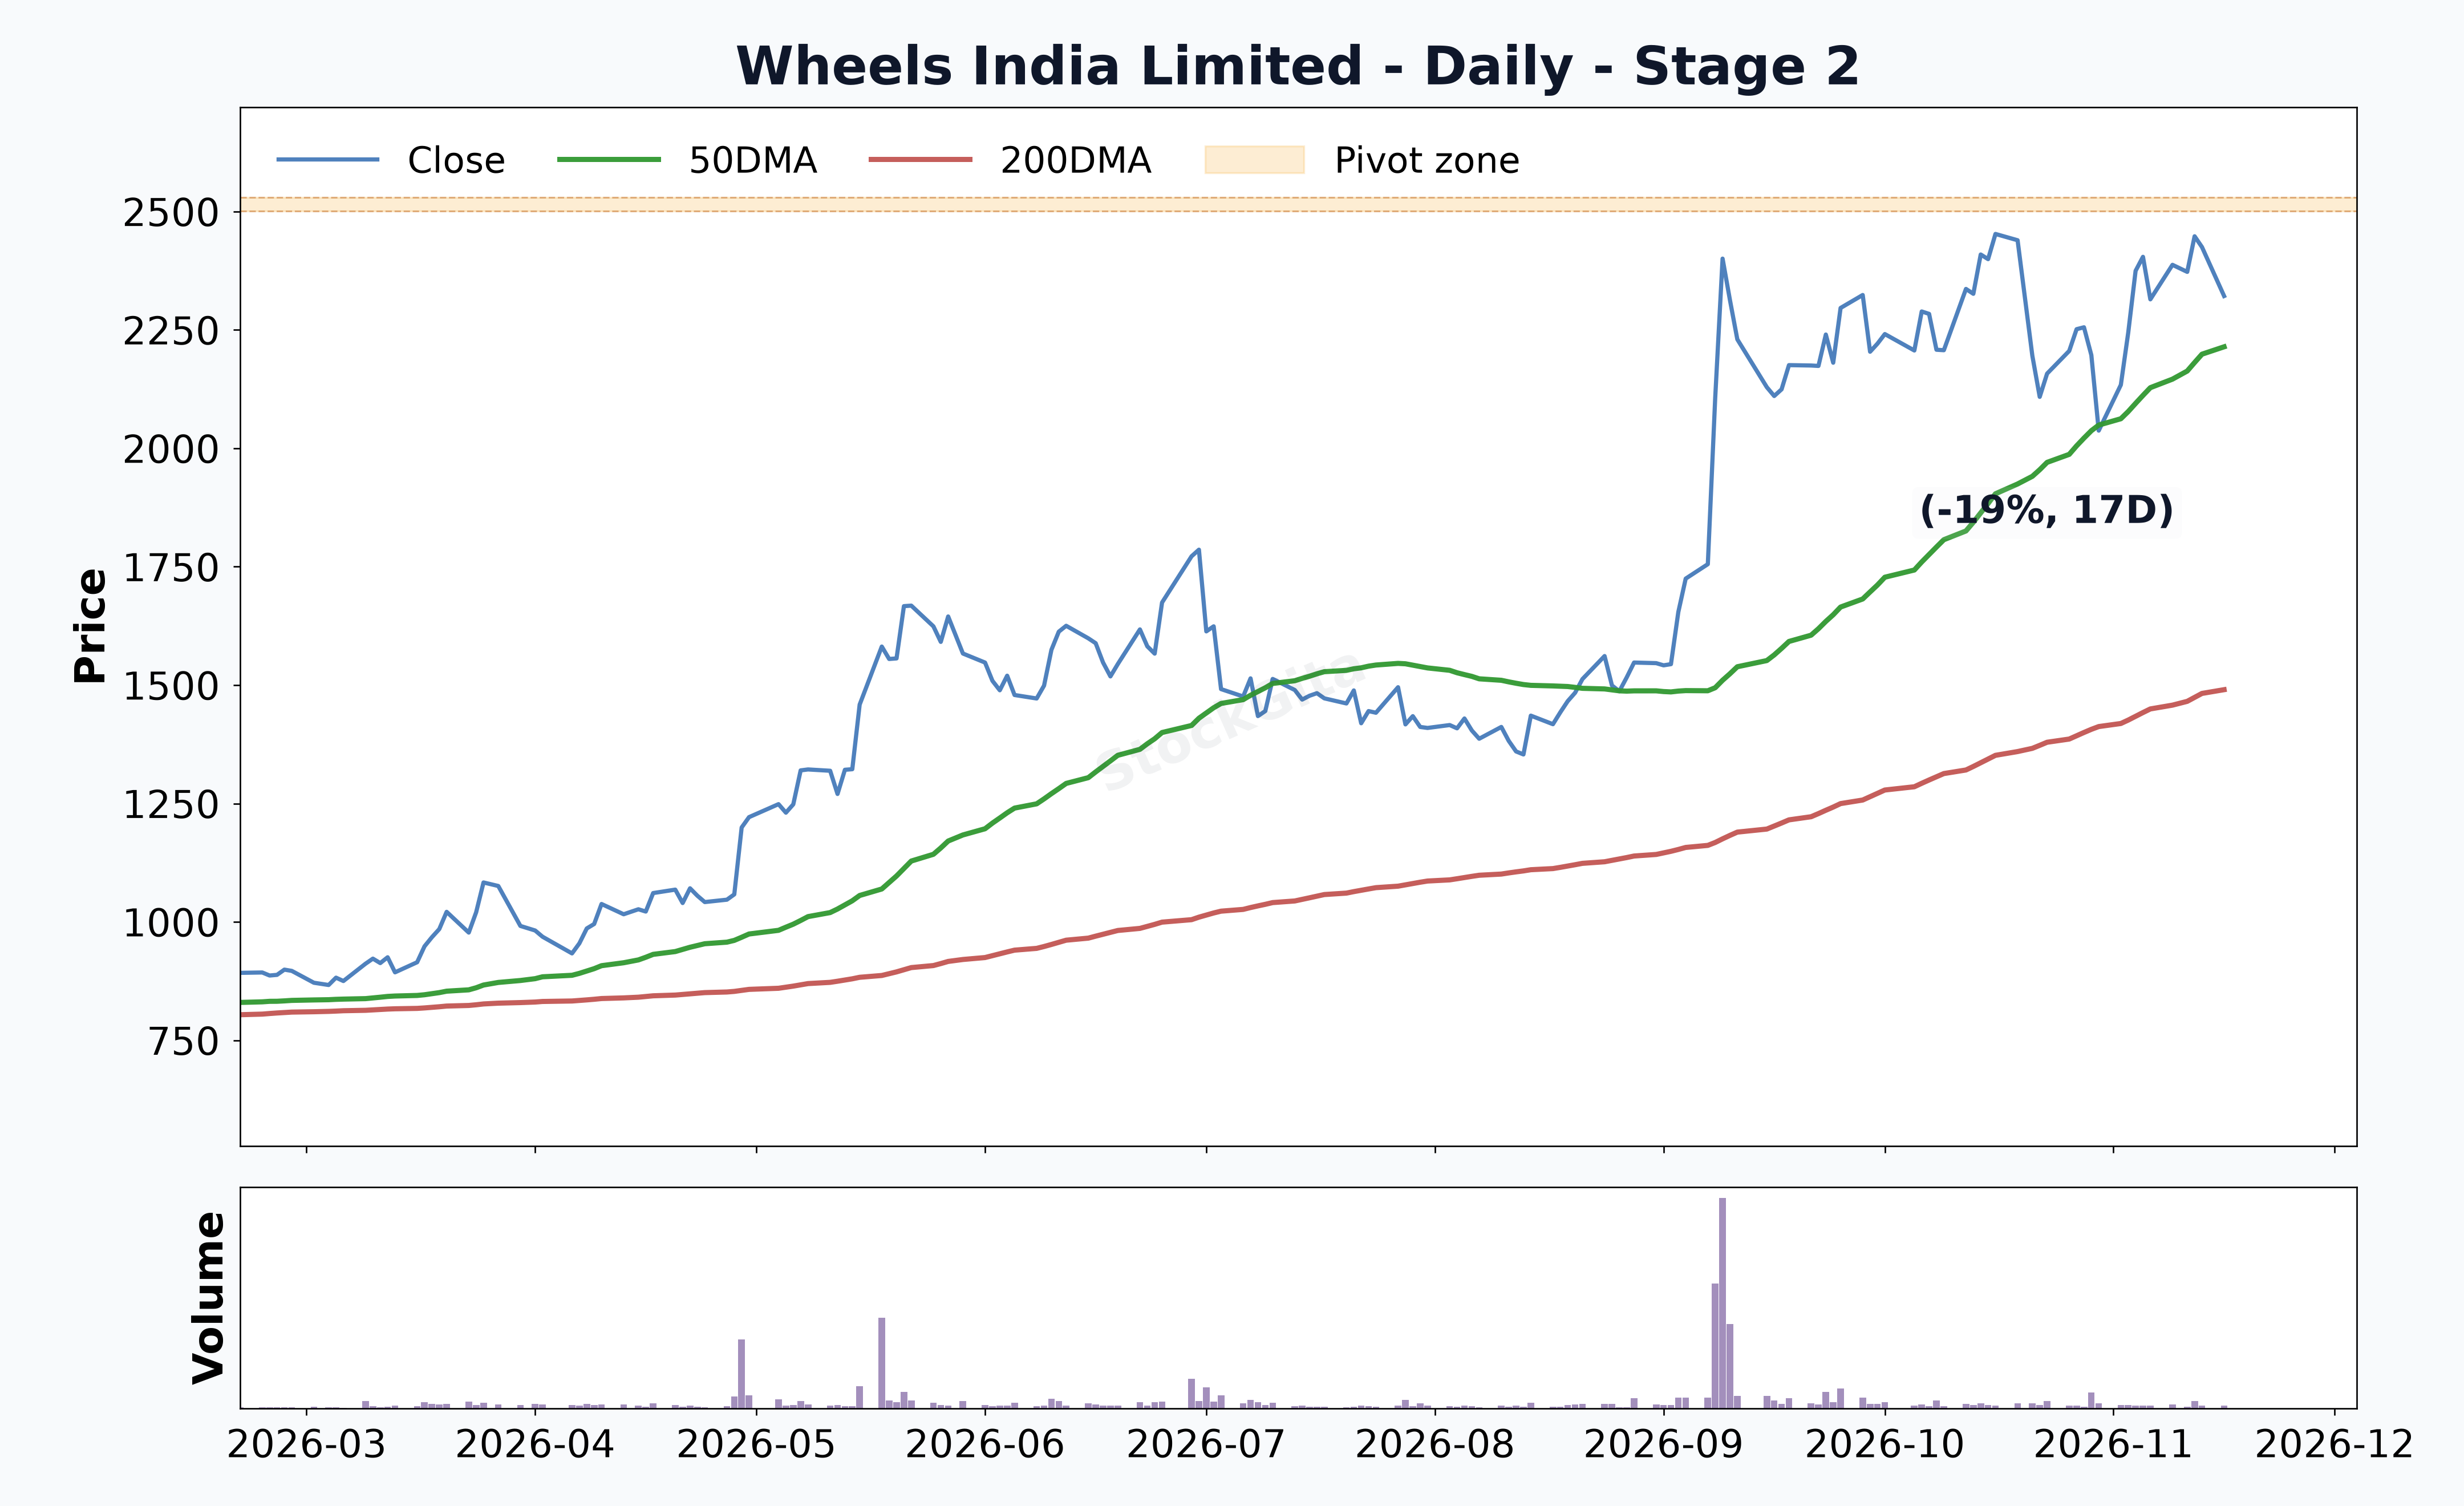 Wheels India Limited - Daily - Stage 2
Close 50DMA 200DMA Pivot zone
2500
2250
2000
1750
1500
1250
1000
750
Price
(-19%, 17D)
StockGita
Volume
2026-03 2026-04 2026-05 2026-06 2026-07 2026-08 2026-09 2026-10 2026-11 2026-12